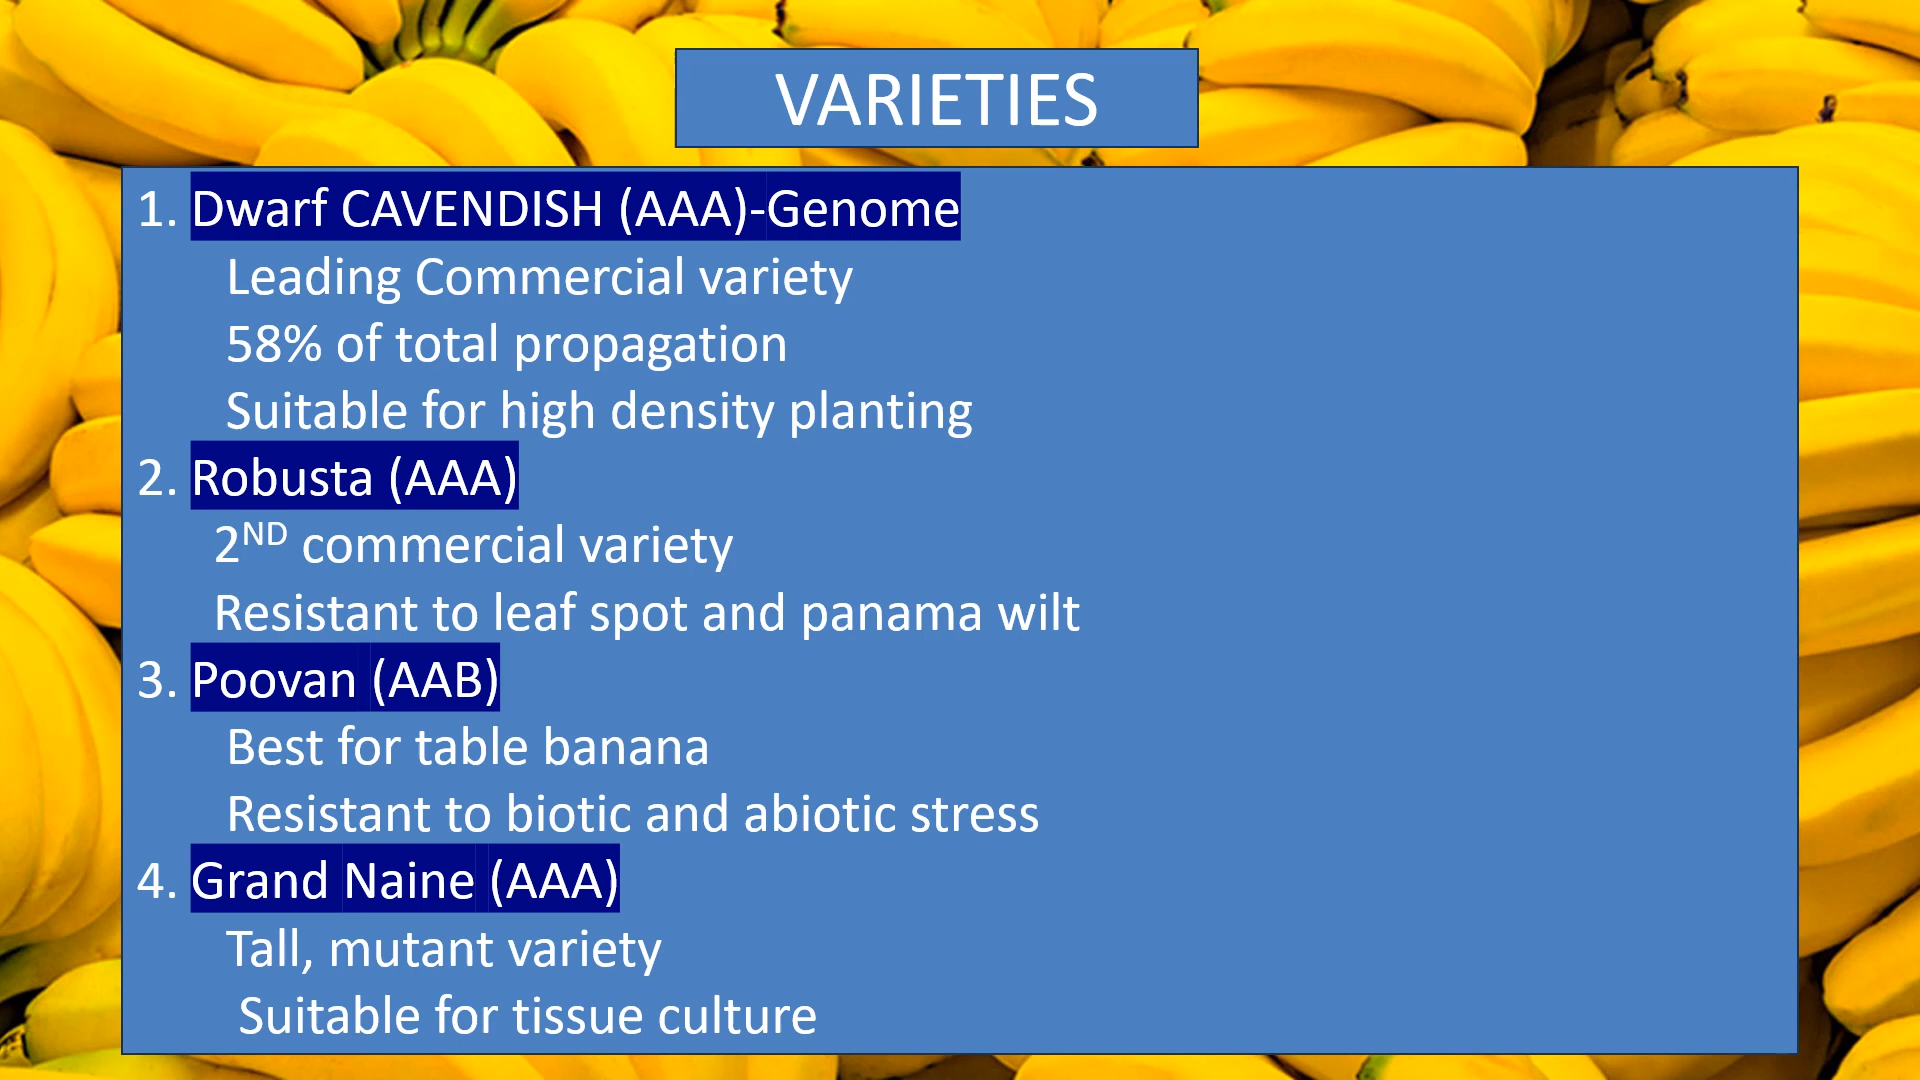 VARIETIES
1. Dwarf CAVENDISH (AAA)-Genome
Leading Commercial variety
58% of total propagation
Suitable for high density planting
2. Robusta (AAA)
2ND commercial variety
Resistant to leaf spot and panama wilt
3. Poovan (AAB)
Best for table banana
Resistant to biotic and abiotic stress
4. Grand Naine (AAA)
Tall, mutant variety
Suitable for tissue culture